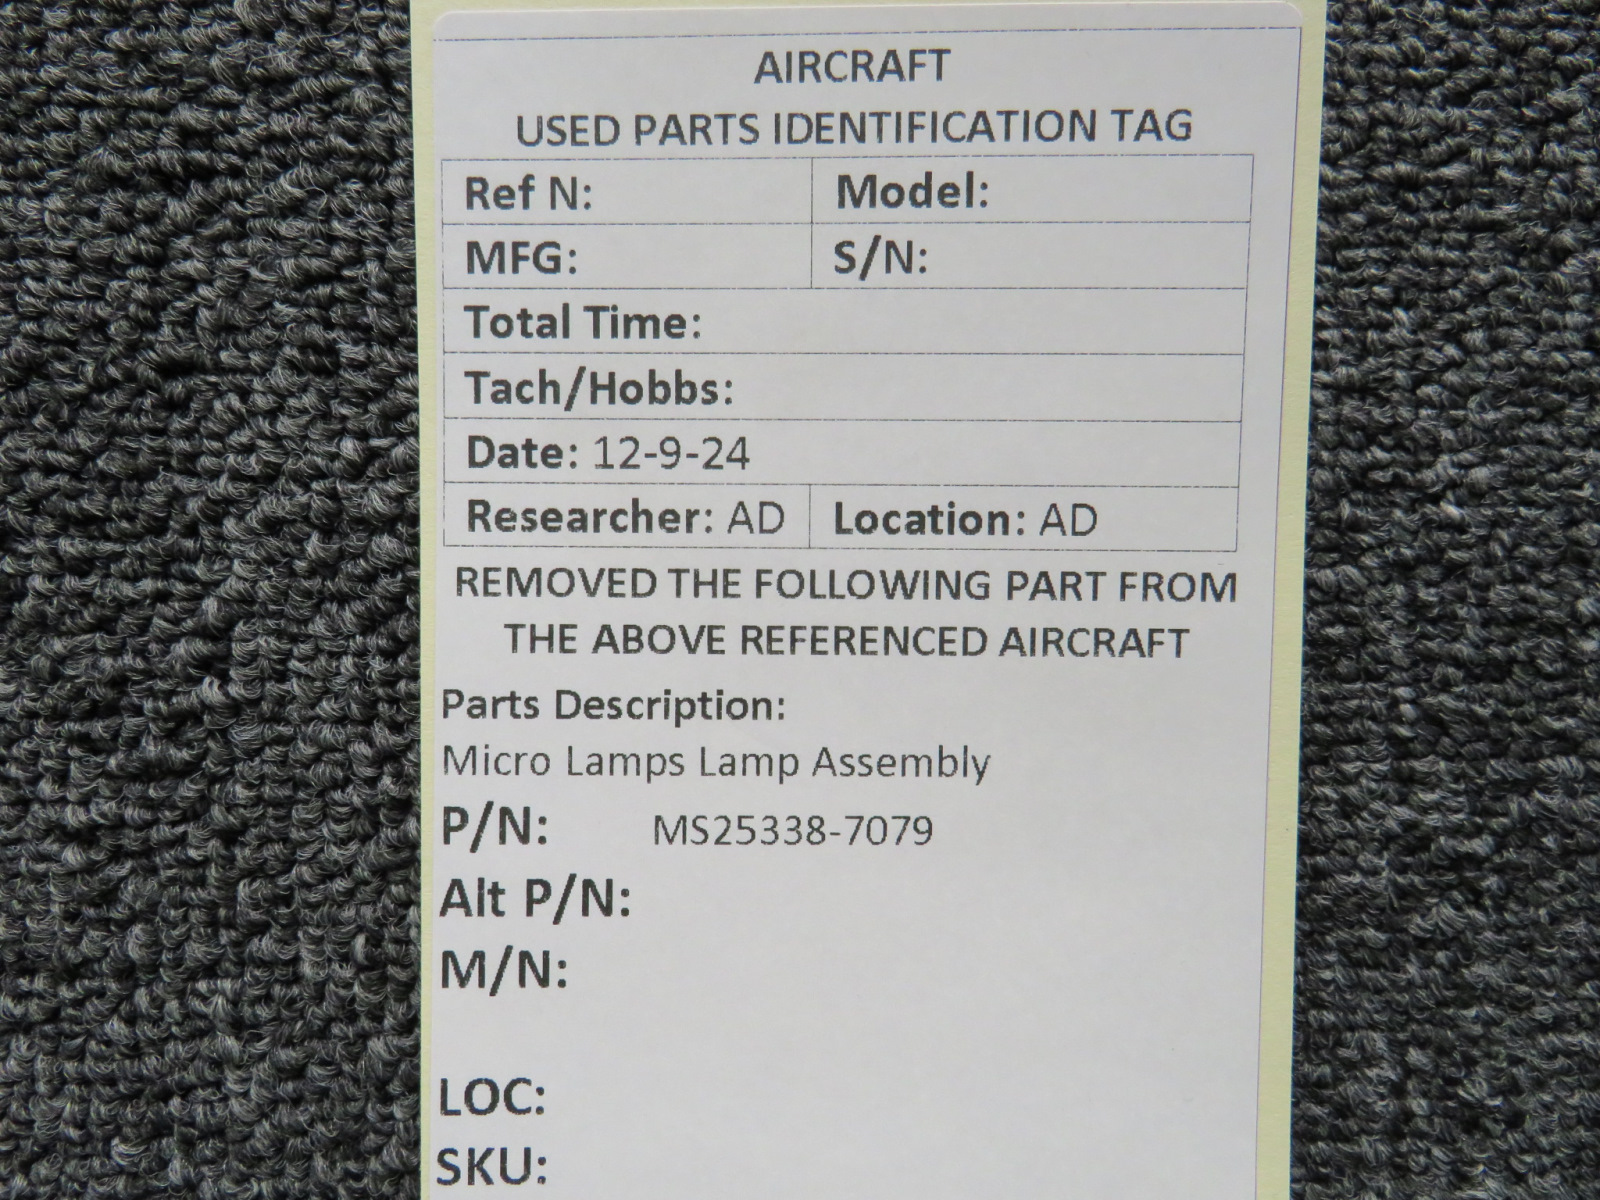 AIRCRAFT
USED PARTS IDENTIFICATION TAG
Ref N: Model:
MFG: S/N:
Total Time:
Tach/Hobbs:
Date: 12-9-24
Researcher: AD Location: AD
REMOVED THE FOLLOWING PART FROM
THE ABOVE REFERENCED AIRCRAFT
Parts Description:
Micro Lamps Lamp Assembly
P/N: MS25338-7079
Alt P/N:
M/N:
LOC:
SKU: